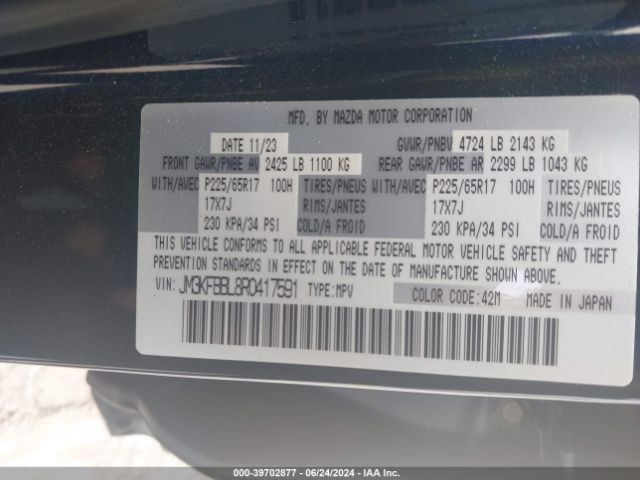 MFD. BY MAZDA MOTOR CORPORATION
DATE 11/23 GVWR/PNBV 4724 LB 2143 KG
FRONT GAWR/PNBE AV 2425 LB 1100 KG REAR GAWR/PNBE AR 2299 LB 1043 KG
WITH/AVEC P225/65R17 100H TIRES/PNEUS WITH/AVEC P225/65R17 100H TIRES/PNEUS
17X7J RIMS/JANTES 17X7J RIMS/JANTES
230 KPA/34 PSI COLD/A FROID 230 KPA/34 PSI COLD/A FROID
THIS VEHICLE CONFORMS TO ALL APPLICABLE FEDERAL MOTOR VEHICLE SAFETY AND THEFT
PREVENTION STANDARDS IN EFFECT ON THE DATE OF MANUFACTURE SHOWN ABOVE.
VIN: JM3KFBBL8R0417591 TYPE:MPV COLOR CODE:42M MADE IN JAPAN
000-39702877 - 06/24/2024 - IAA Inc.